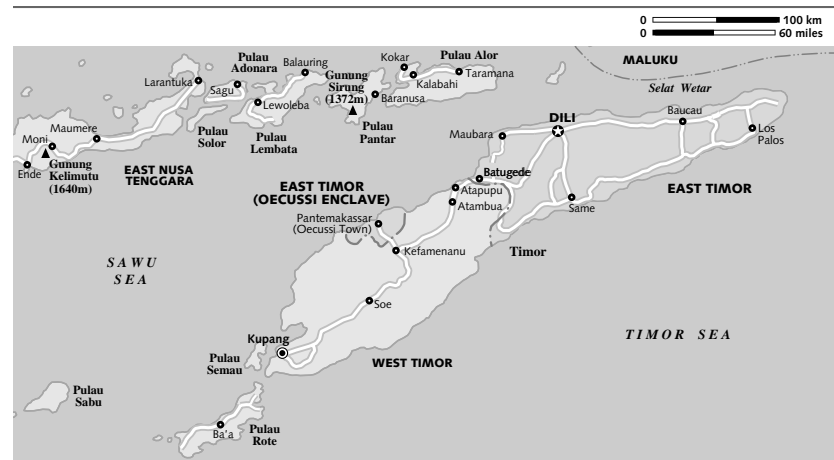 0 100 km
0 60 miles
Kokar
Pulau Alor
Pulau
Adonara
Balauring
Gunung
Sirung
(1372m)
Taramana
MALUKU
Larantuka
Sagu
Kalabahi
Selat Wetar
Lewoleba
Baranusa
DILI
Baucau
Maumere
Moni
Pulau
Solor
Pulau
Lembata
Pulau
Pantar
Maubara
Los
Palos
Ende
Gunung
Kelimutu
(1640m)
EAST NUSA
TENGGARA
Batugede
EAST TIMOR
(OECUSSI ENCLAVE)
Atapupu
EAST TIMOR
Atambua
Same
Pantemakassar
(Oecussi Town)
Kefamenanu
Timor
SAWU
SEA
Soe
TIMOR SEA
Kupang
Pulau
Semau
WEST TIMOR
Pulau
Sabu
Ba'a
Pulau
Rote